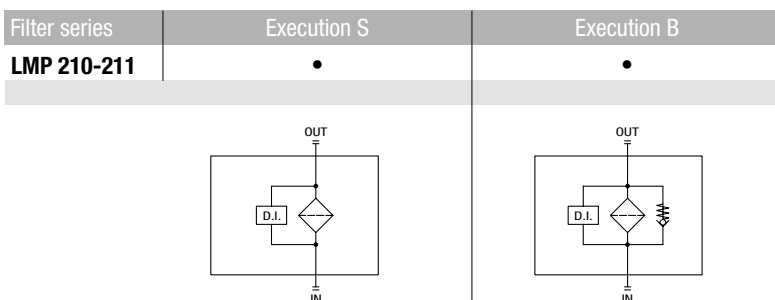 Filter series Execution S Execution B
LMP 210-211 • •
OUT OUT
D.I. D.I.
IN IN